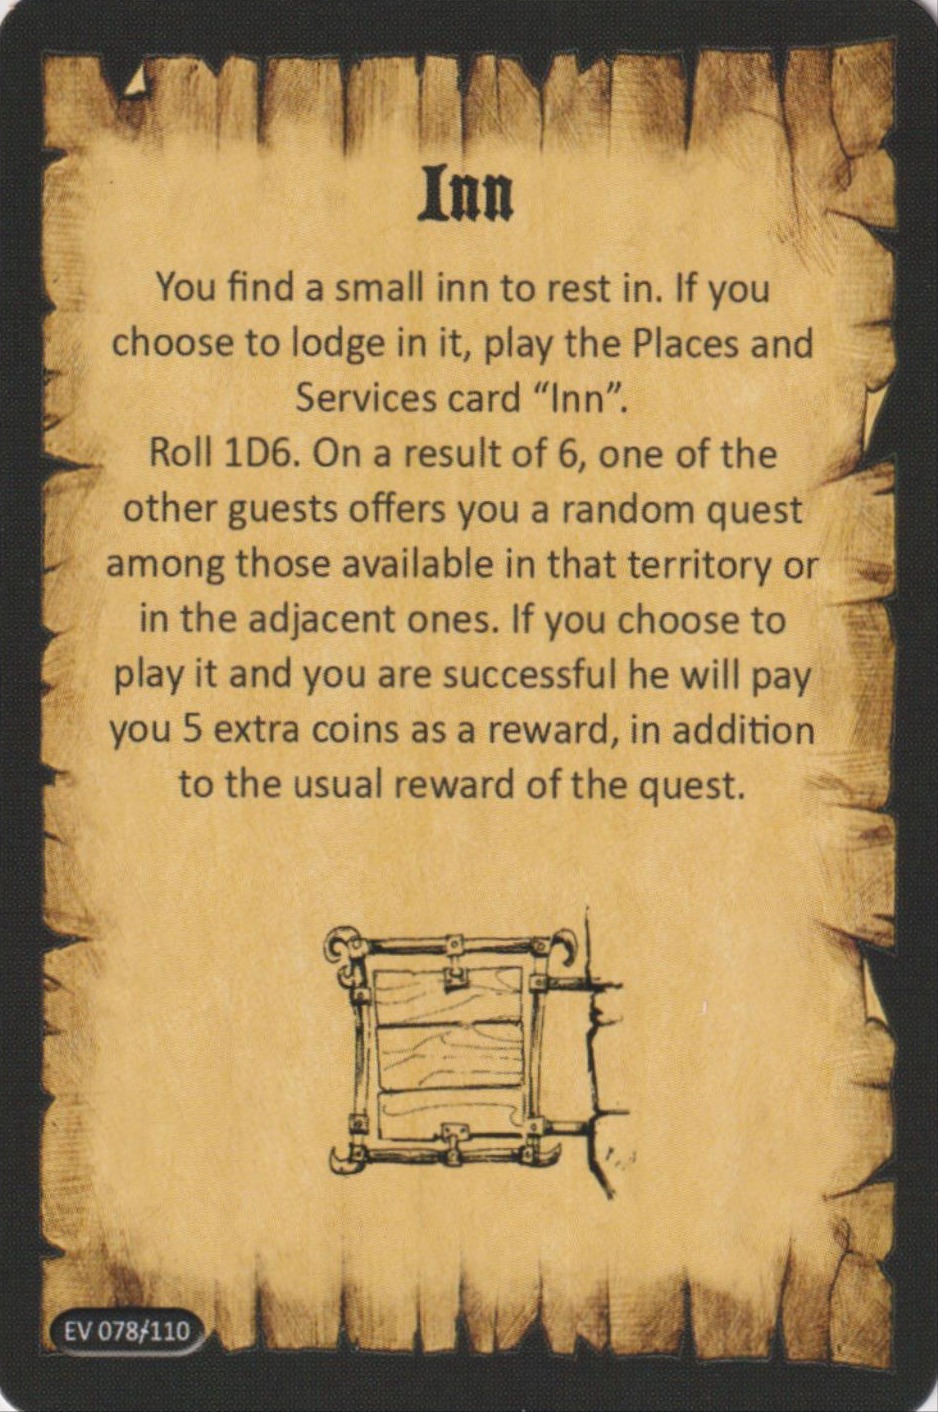 Inn
You find a small inn to rest in. If you
choose to lodge in it, play the Places and
Services card “Inn”.
Roll 1D6. On a result of 6, one of the
other guests offers you a random quest
among those available in that territory or
in the adjacent ones. If you choose to
play it and you are successful he will pay
you 5 extra coins as a reward, in addition
to the usual reward of the quest.
EV 078/110